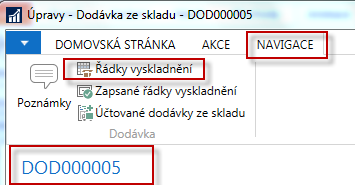 Úpravy - Dodávka ze skladu - DOD000005
DOMOVSKÁ STRÁNKA AKCE NAVIGACE
Poznámky
Řádky vyskladnění
Zapsané řádky vyskladnění
Účtované dodávky ze skladu
Dodávka
DOD000005